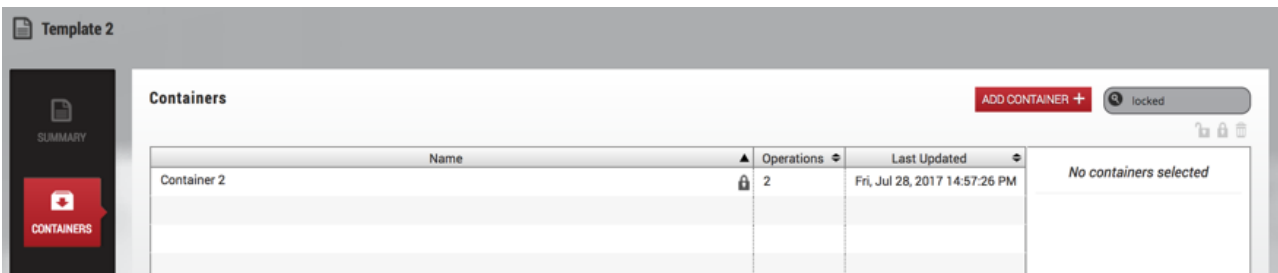 Template 2
SUMMARY
CONTAINERS
Containers
ADD CONTAINER +
locked
Name Operations Last Updated
Container 2 2 Fri, Jul 28, 2017 14:57:26 PM
No containers selected